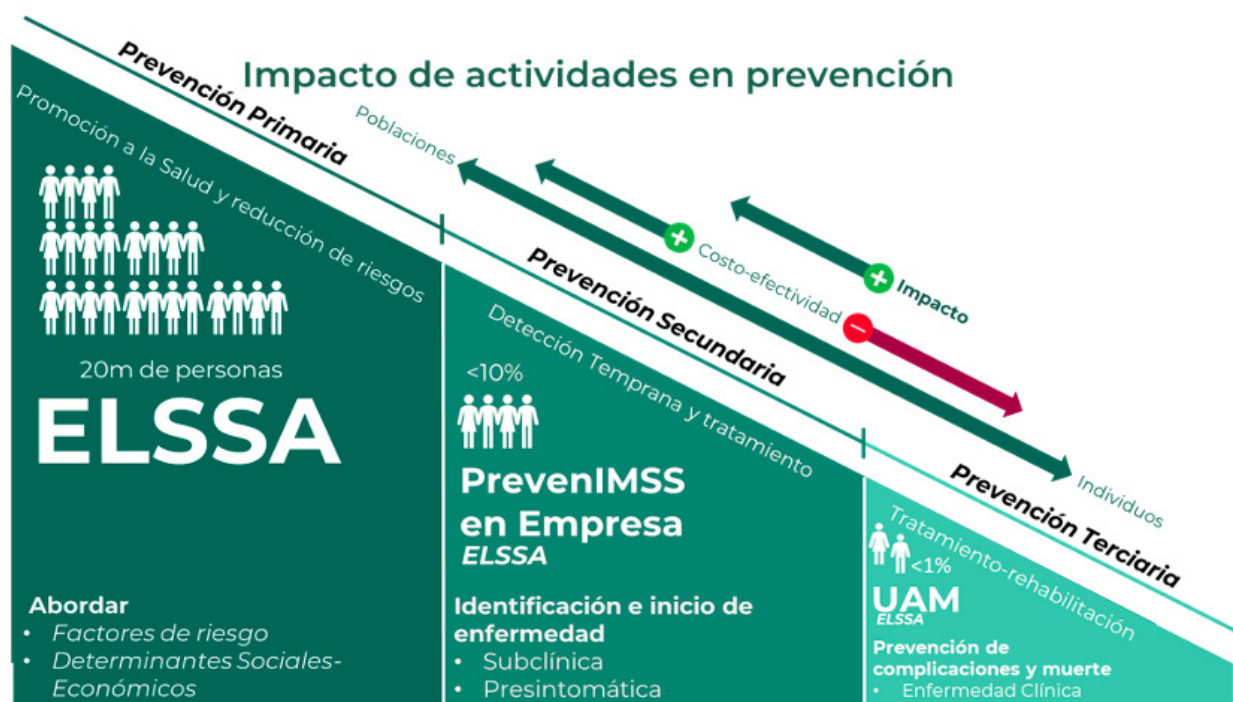 Impacto de actividades en prevención
Prevención Primaria
Promoción a la Salud y reducción de riesgos
20m de personas
ELSSA
Abordar
• Factores de riesgo
• Determinantes Sociales-
Económicos
Poblaciones
Costo-efectividad
Impacto
Individuos
Prevención Secundaria
Detección Temprana y tratamiento
<10%
PrevenIMSS
en Empresa
ELSSA
Identificación e inicio de
enfermedad
• Subclínica
• Presintomática
Prevención Terciaria
Tratamiento-rehabilitación
<1%
UAM
ELSSA
Prevención de
complicaciones y muerte
• Enfermedad Clínica